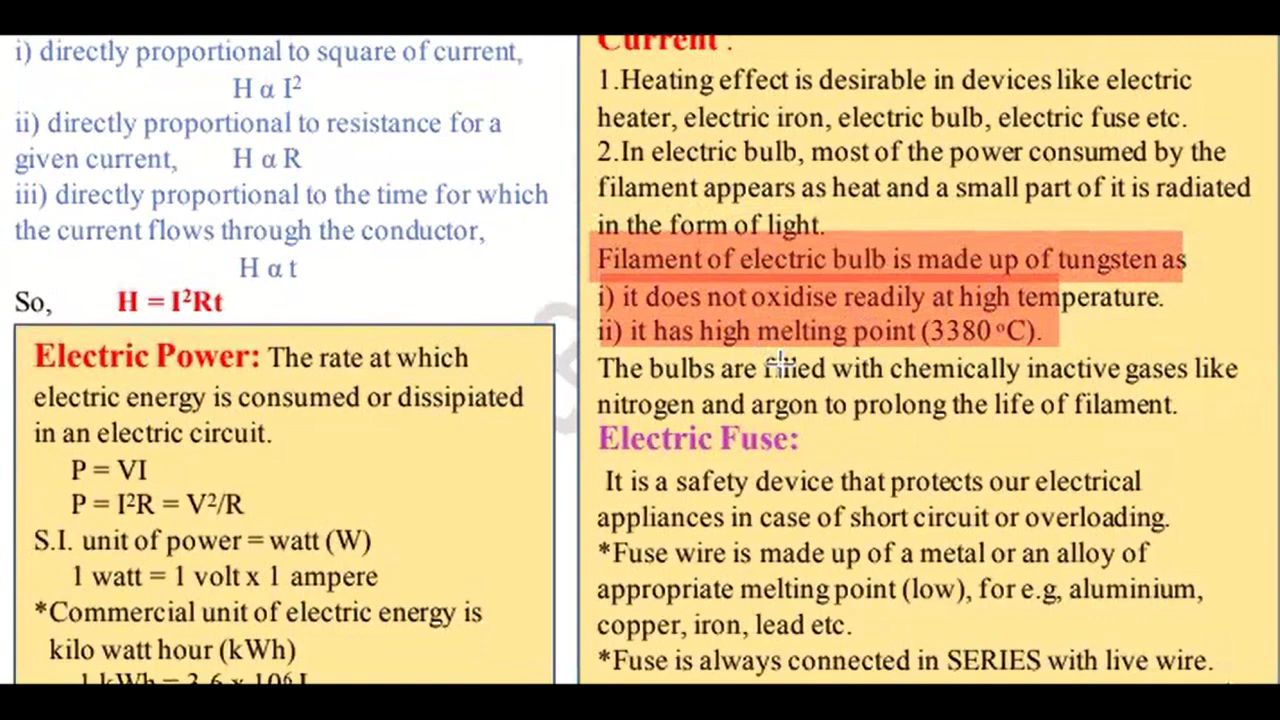 i) directly proportional to square of current,
H α I²
ii) directly proportional to resistance for a
given current, H α R
iii) directly proportional to the time for which
the current flows through the conductor,
H α t
So, H = I²Rt
Electric Power: The rate at which
electric energy is consumed or dissipiated
in an electric circuit.
P = VI
P = I²R = V²/R
S.I. unit of power = watt (W)
1 watt = 1 volt x 1 ampere
*Commercial unit of electric energy is
kilo watt hour (kWh)
1 kWh = 3.6 x 10⁶ J
Current :
1.Heating effect is desirable in devices like electric
heater, electric iron, electric bulb, electric fuse etc.
2.In electric bulb, most of the power consumed by the
filament appears as heat and a small part of it is radiated
in the form of light.
Filament of electric bulb is made up of tungsten as
i) it does not oxidise readily at high temperature.
ii) it has high melting point (3380 ºC).
The bulbs are filled with chemically inactive gases like
nitrogen and argon to prolong the life of filament.
Electric Fuse:
It is a safety device that protects our electrical
appliances in case of short circuit or overloading.
*Fuse wire is made up of a metal or an alloy of
appropriate melting point (low), for e.g, aluminium,
copper, iron, lead etc.
*Fuse is always connected in SERIES with live wire.